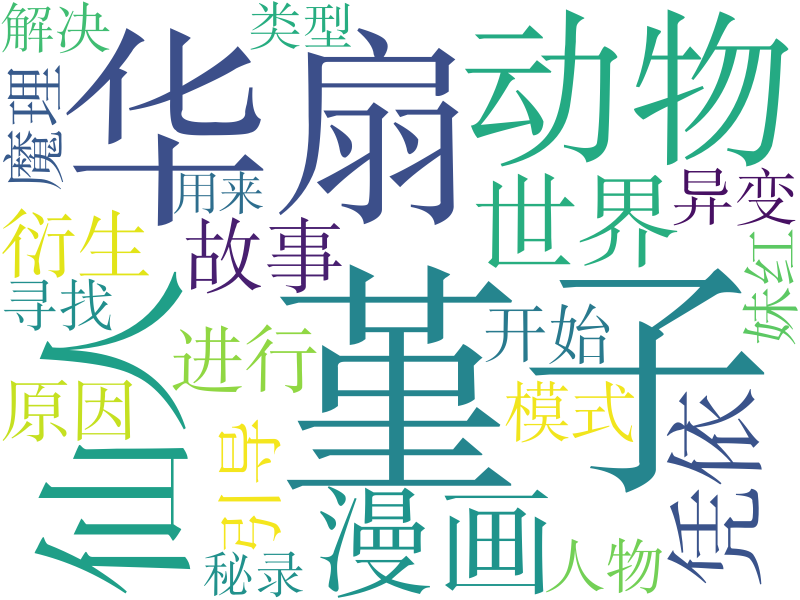 解决
类型
华扇
动物
魔理
用来
世界
异变
衍生
故事
妹红
寻找
仙人
堇子
开始
进行
原因
引导
模式
凭依
漫画
秘录
人物